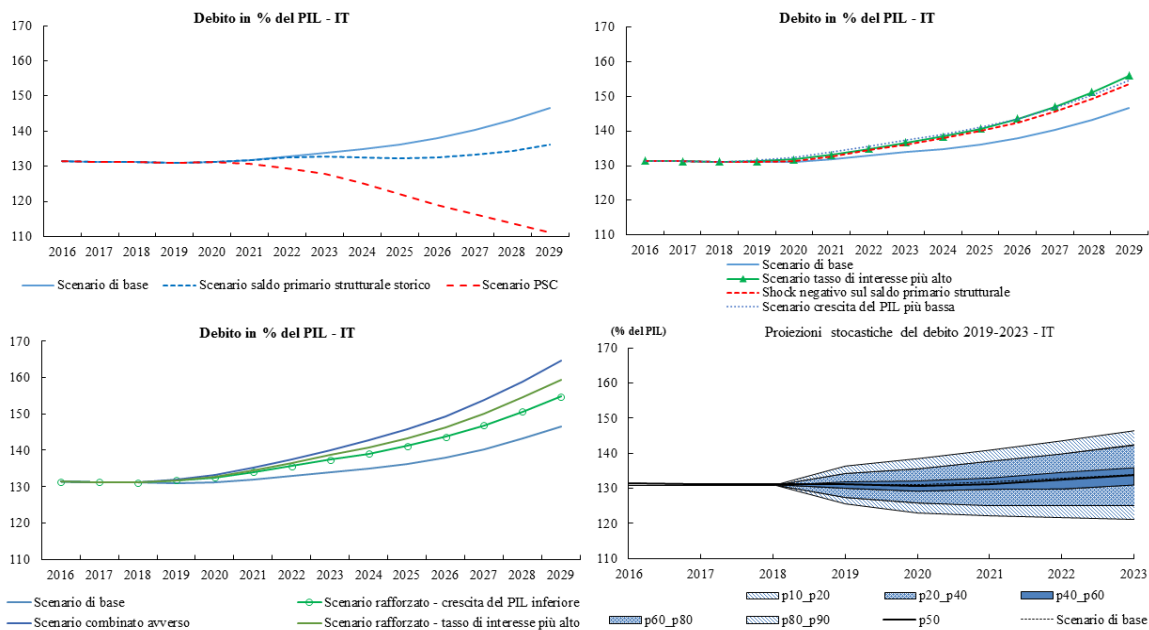 Debito in % del PIL - IT
170
160
150
140
130
120
110
2016 2017 2018 2019 2020 2021 2022 2023 2024 2025 2026 2027 2028 2029
Scenario di base
Scenario saldo primario strutturale storico
Scenario PSC
Debito in % del PIL - IT
170
160
150
140
130
120
110
2016 2017 2018 2019 2020 2021 2022 2023 2024 2025 2026 2027 2028 2029
Scenario di base
Scenario tasso di interesse più alto
Shock negativo sul saldo primario strutturale
Scenario crescita del PIL più bassa
Debito in % del PIL - IT
170
160
150
140
130
120
110
2016 2017 2018 2019 2020 2021 2022 2023 2024 2025 2026 2027 2028 2029
Scenario di base
Scenario rafforzato - crescita del PIL inferiore
Scenario combinato avverso
Scenario rafforzato - tasso di interesse più alto
(% del PIL)
Proiezioni stocastiche del debito 2019-2023 - IT
170
160
150
140
130
120
110
2016 2017 2018 2019 2020 2021 2022 2023
p10_p20
p20_p40
p40_p60
p60_p80
p80_p90
p50
Scenario di base